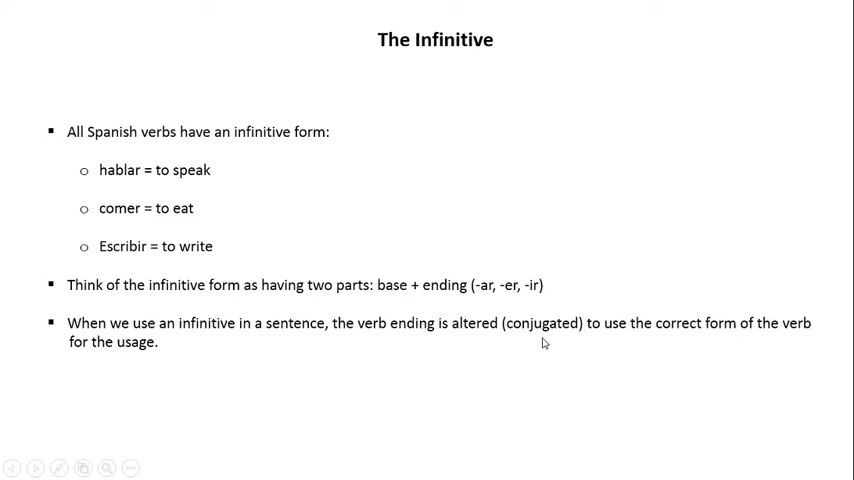 The Infinitive
▪ All Spanish verbs have an infinitive form:
o hablar = to speak
o comer = to eat
o Escribir = to write
▪ Think of the infinitive form as having two parts: base + ending (-ar, -er, -ir)
▪ When we use an infinitive in a sentence, the verb ending is altered (conjugated) to use the correct form of the verb
for the usage.